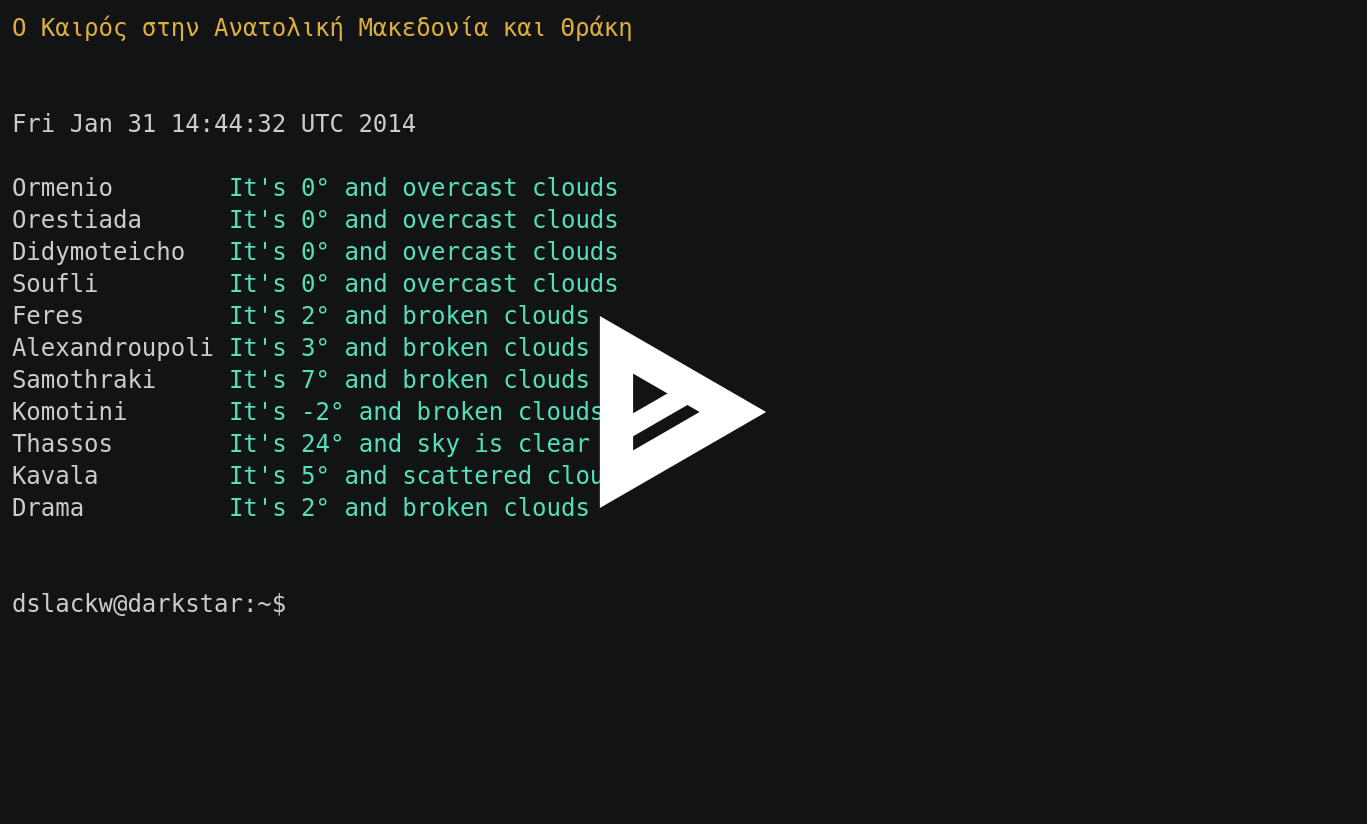 Ο Καιρός στην Ανατολική Μακεδονία και Θράκη
Fri Jan 31 14:44:32 UTC 2014
Ormenio It's 0° and overcast clouds
Orestiada It's 0° and overcast clouds
Didymoteicho It's 0° and overcast clouds
Soufli It's 0° and overcast clouds
Feres It's 2° and broken clouds
Alexandroupoli It's 3° and broken clouds
Samothraki It's 7° and broken clouds
Komotini It's -2° and broken clouds
Thassos It's 24° and sky is clear
Kavala It's 5° and scattered clou
Drama It's 2° and broken clouds
dslackw@darkstar:~$